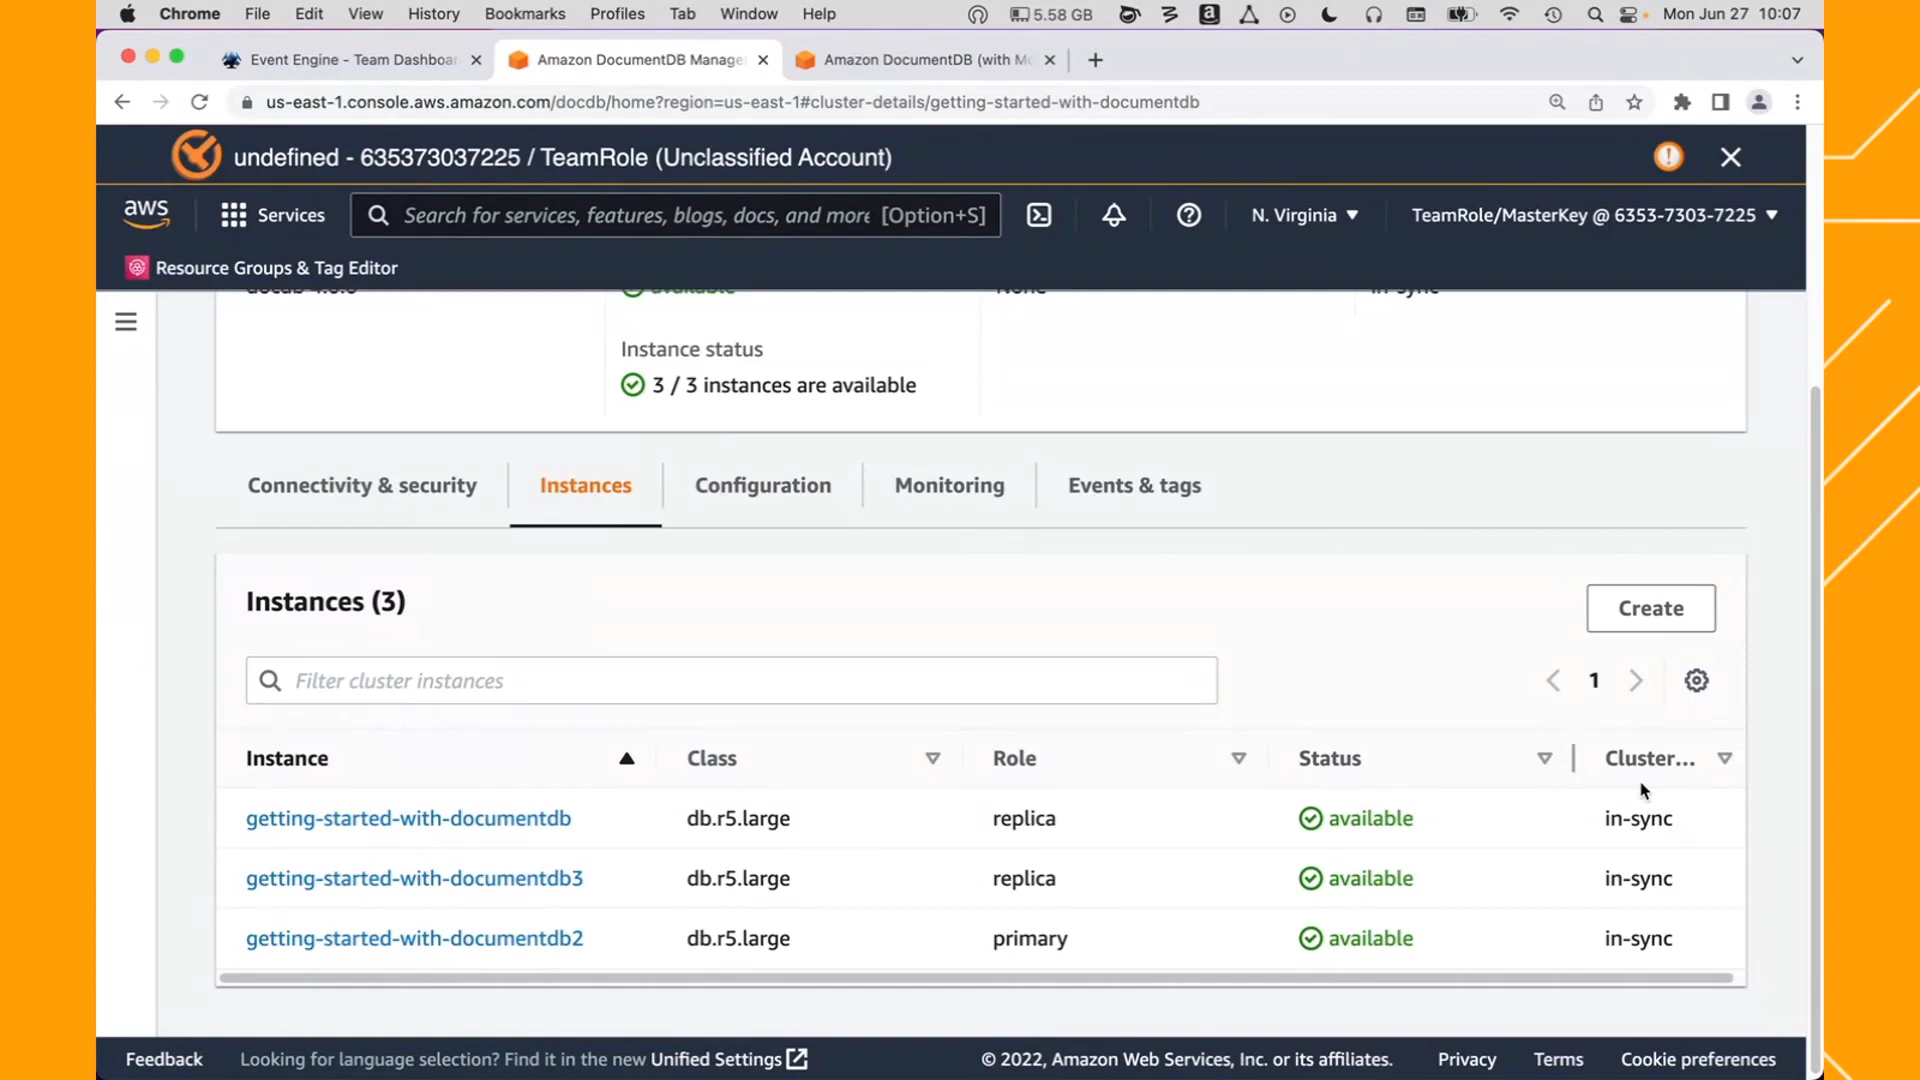 Chrome File Edit View History Bookmarks Profiles Tab Window Help 5.58 GB Mon Jun 27 10:07
Event Engine - Team Dashboar Amazon DocumentDB Manage Amazon DocumentDB (with Mo
us-east-1.console.aws.amazon.com/docdb/home?region=us-east-1#cluster-details/getting-started-with-documentdb
undefined - 635373037225 / TeamRole (Unclassified Account)
aws Services Search for services, features, blogs, docs, and more [Option+S] N. Virginia ▼ TeamRole/MasterKey @ 6353-7303-7225 ▼
Resource Groups & Tag Editor
available None in-sync
Instance status
3 / 3 instances are available
Connectivity & security Instances Configuration Monitoring Events & tags
Instances (3) Create
Filter cluster instances 1
Instance Class Role Status Cluster...
getting-started-with-documentdb db.r5.large replica available in-sync
getting-started-with-documentdb3 db.r5.large replica available in-sync
getting-started-with-documentdb2 db.r5.large primary available in-sync
Feedback Looking for language selection? Find it in the new Unified Settings © 2022, Amazon Web Services, Inc. or its affiliates. Privacy Terms Cookie preferences